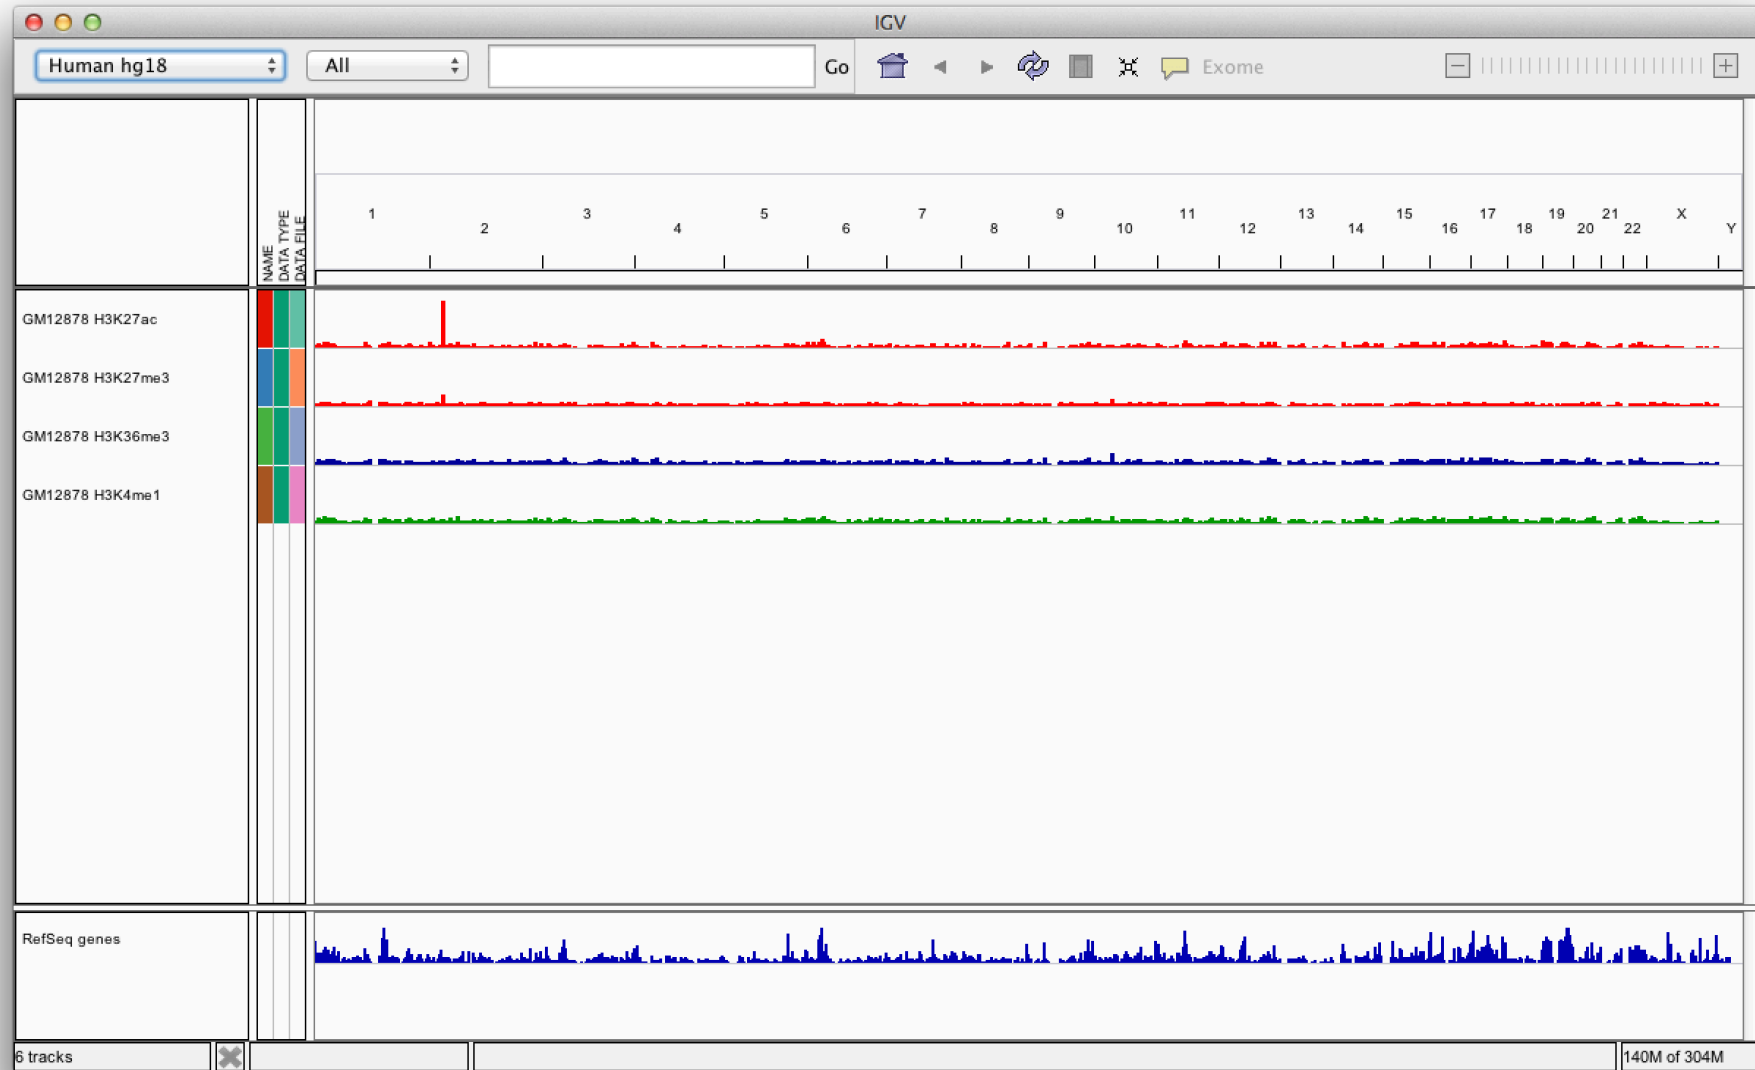 IGV
Human hg18 All Go Exome
NAME
DATA TYPE
DATA FILE
1 3 5 7 9 11 13 15 17 19 21 X
2 4 6 8 10 12 14 16 18 20 22 Y
GM12878 H3K27ac
GM12878 H3K27me3
GM12878 H3K36me3
GM12878 H3K4me1
RefSeq genes
6 tracks 140M of 304M